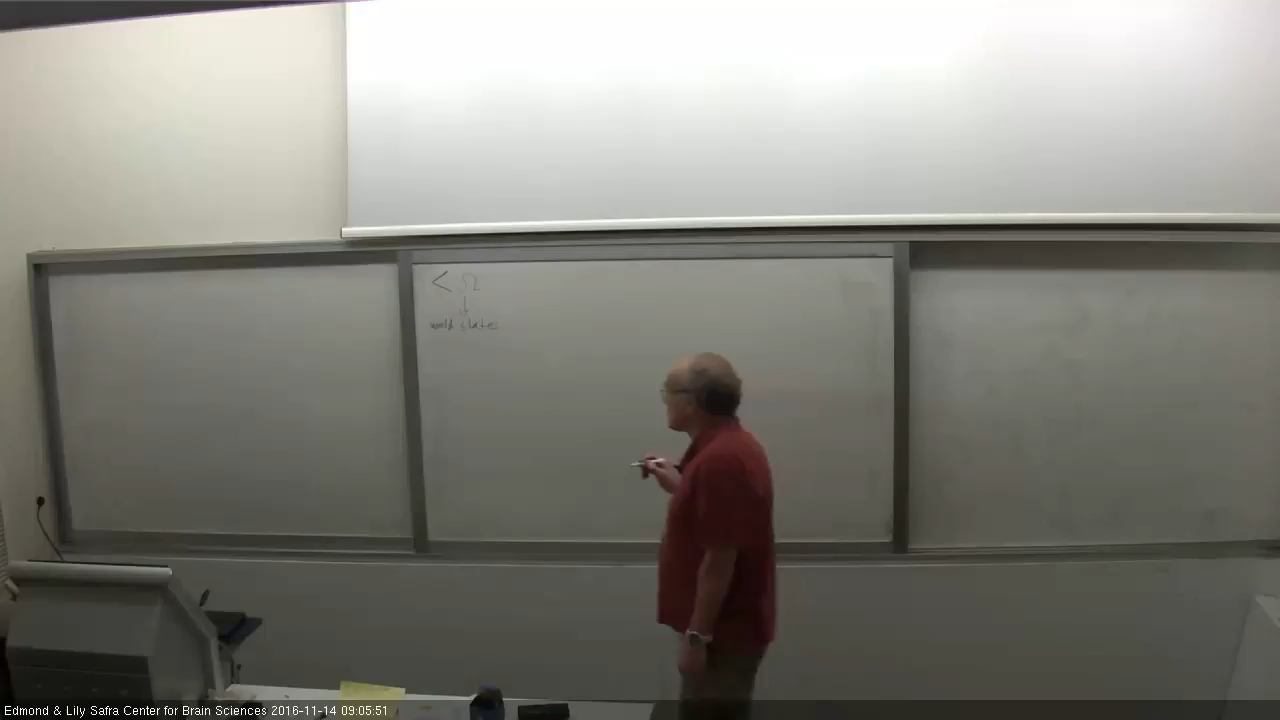 < Ω
↓
world states
Edmond & Lily Safra Center for Brain Sciences 2016-11-14 09:05:51